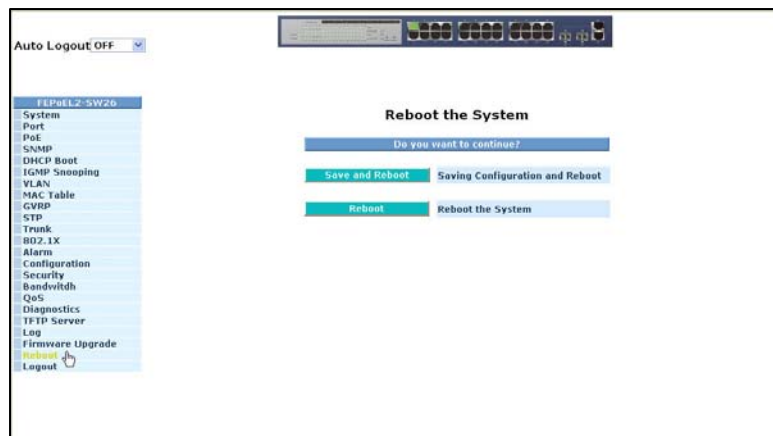 Auto Logout OFF
FEPoEL2-SW26
System
Port
PoE
SNMP
DHCP Boot
IGMP Snooping
VLAN
MAC Table
GVRP
STP
Trunk
802.1X
Alarm
Configuration
Security
Bandwitdh
QoS
Diagnostics
TFTP Server
Log
Firmware Upgrade
Reboot
Logout
Reboot the System
Do you want to continue?
Save and Reboot Saving Configuration and Reboot
Reboot Reboot the System